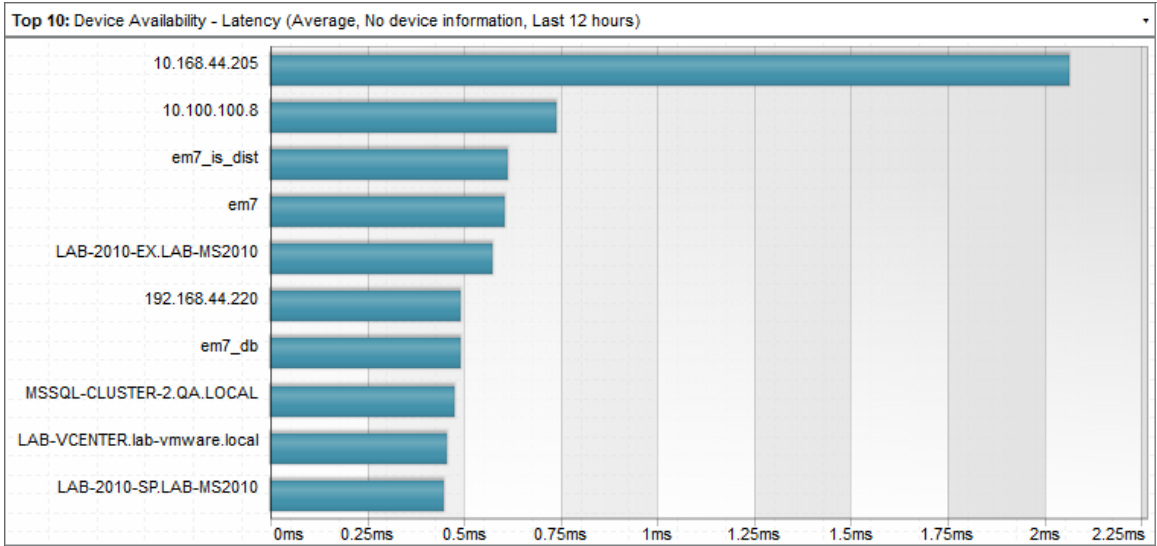 Top 10: Device Availability - Latency (Average, No device information, Last 12 hours)
10.168.44.205
10.100.100.8
em7_is_dist
em7
LAB-2010-EX.LAB-MS2010
192.168.44.220
em7_db
MSSQL-CLUSTER-2.QA.LOCAL
LAB-VCENTER.lab-vmware.local
LAB-2010-SP.LAB-MS2010
0ms 0.25ms 0.5ms 0.75ms 1ms 1.25ms 1.5ms 1.75ms 2ms 2.25ms